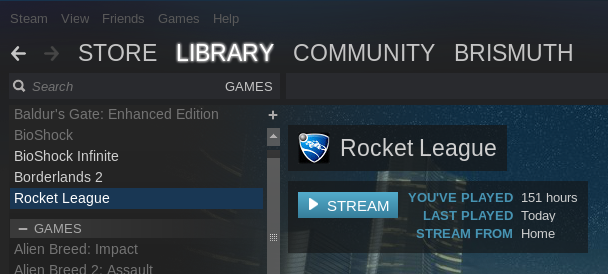 Steam View Friends Games Help
STORE LIBRARY COMMUNITY BRISMUTH
Search GAMES
Baldur's Gate: Enhanced Edition
BioShock
BioShock Infinite
Borderlands 2
Rocket League
GAMES
Alien Breed: Impact
Alien Breed 2: Assault
Rocket League
STREAM
YOU'VE PLAYED 151 hours
LAST PLAYED Today
STREAM FROM Home